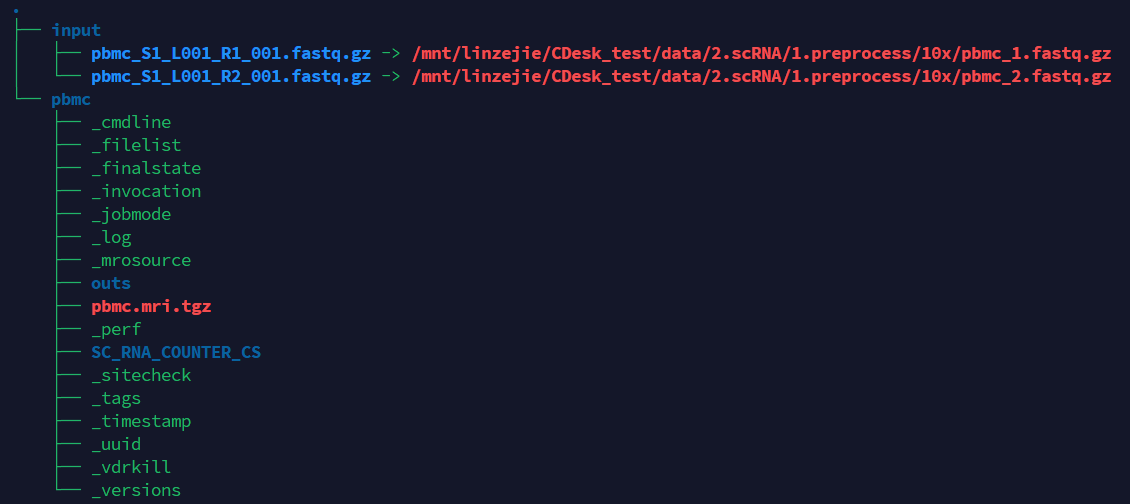 .
├── input
│   ├── pbmc_S1_L001_R1_001.fastq.gz -> /mnt/linzejie/CDesk_test/data/2.scRNA/1.preprocess/10x/pbmc_1.fastq.gz
│   └── pbmc_S1_L001_R2_001.fastq.gz -> /mnt/linzejie/CDesk_test/data/2.scRNA/1.preprocess/10x/pbmc_2.fastq.gz
└── pbmc
    ├── _cmdline
    ├── _filelist
    ├── _finalstate
    ├── _invocation
    ├── _jobmode
    ├── _log
    ├── _mrosource
    ├── outs
    ├── pbmc.mri.tgz
    ├── _perf
    ├── SC_RNA_COUNTER_CS
    ├── _sitecheck
    ├── _tags
    ├── _timestamp
    ├── _uuid
    ├── _vdrkill
    └── _versions